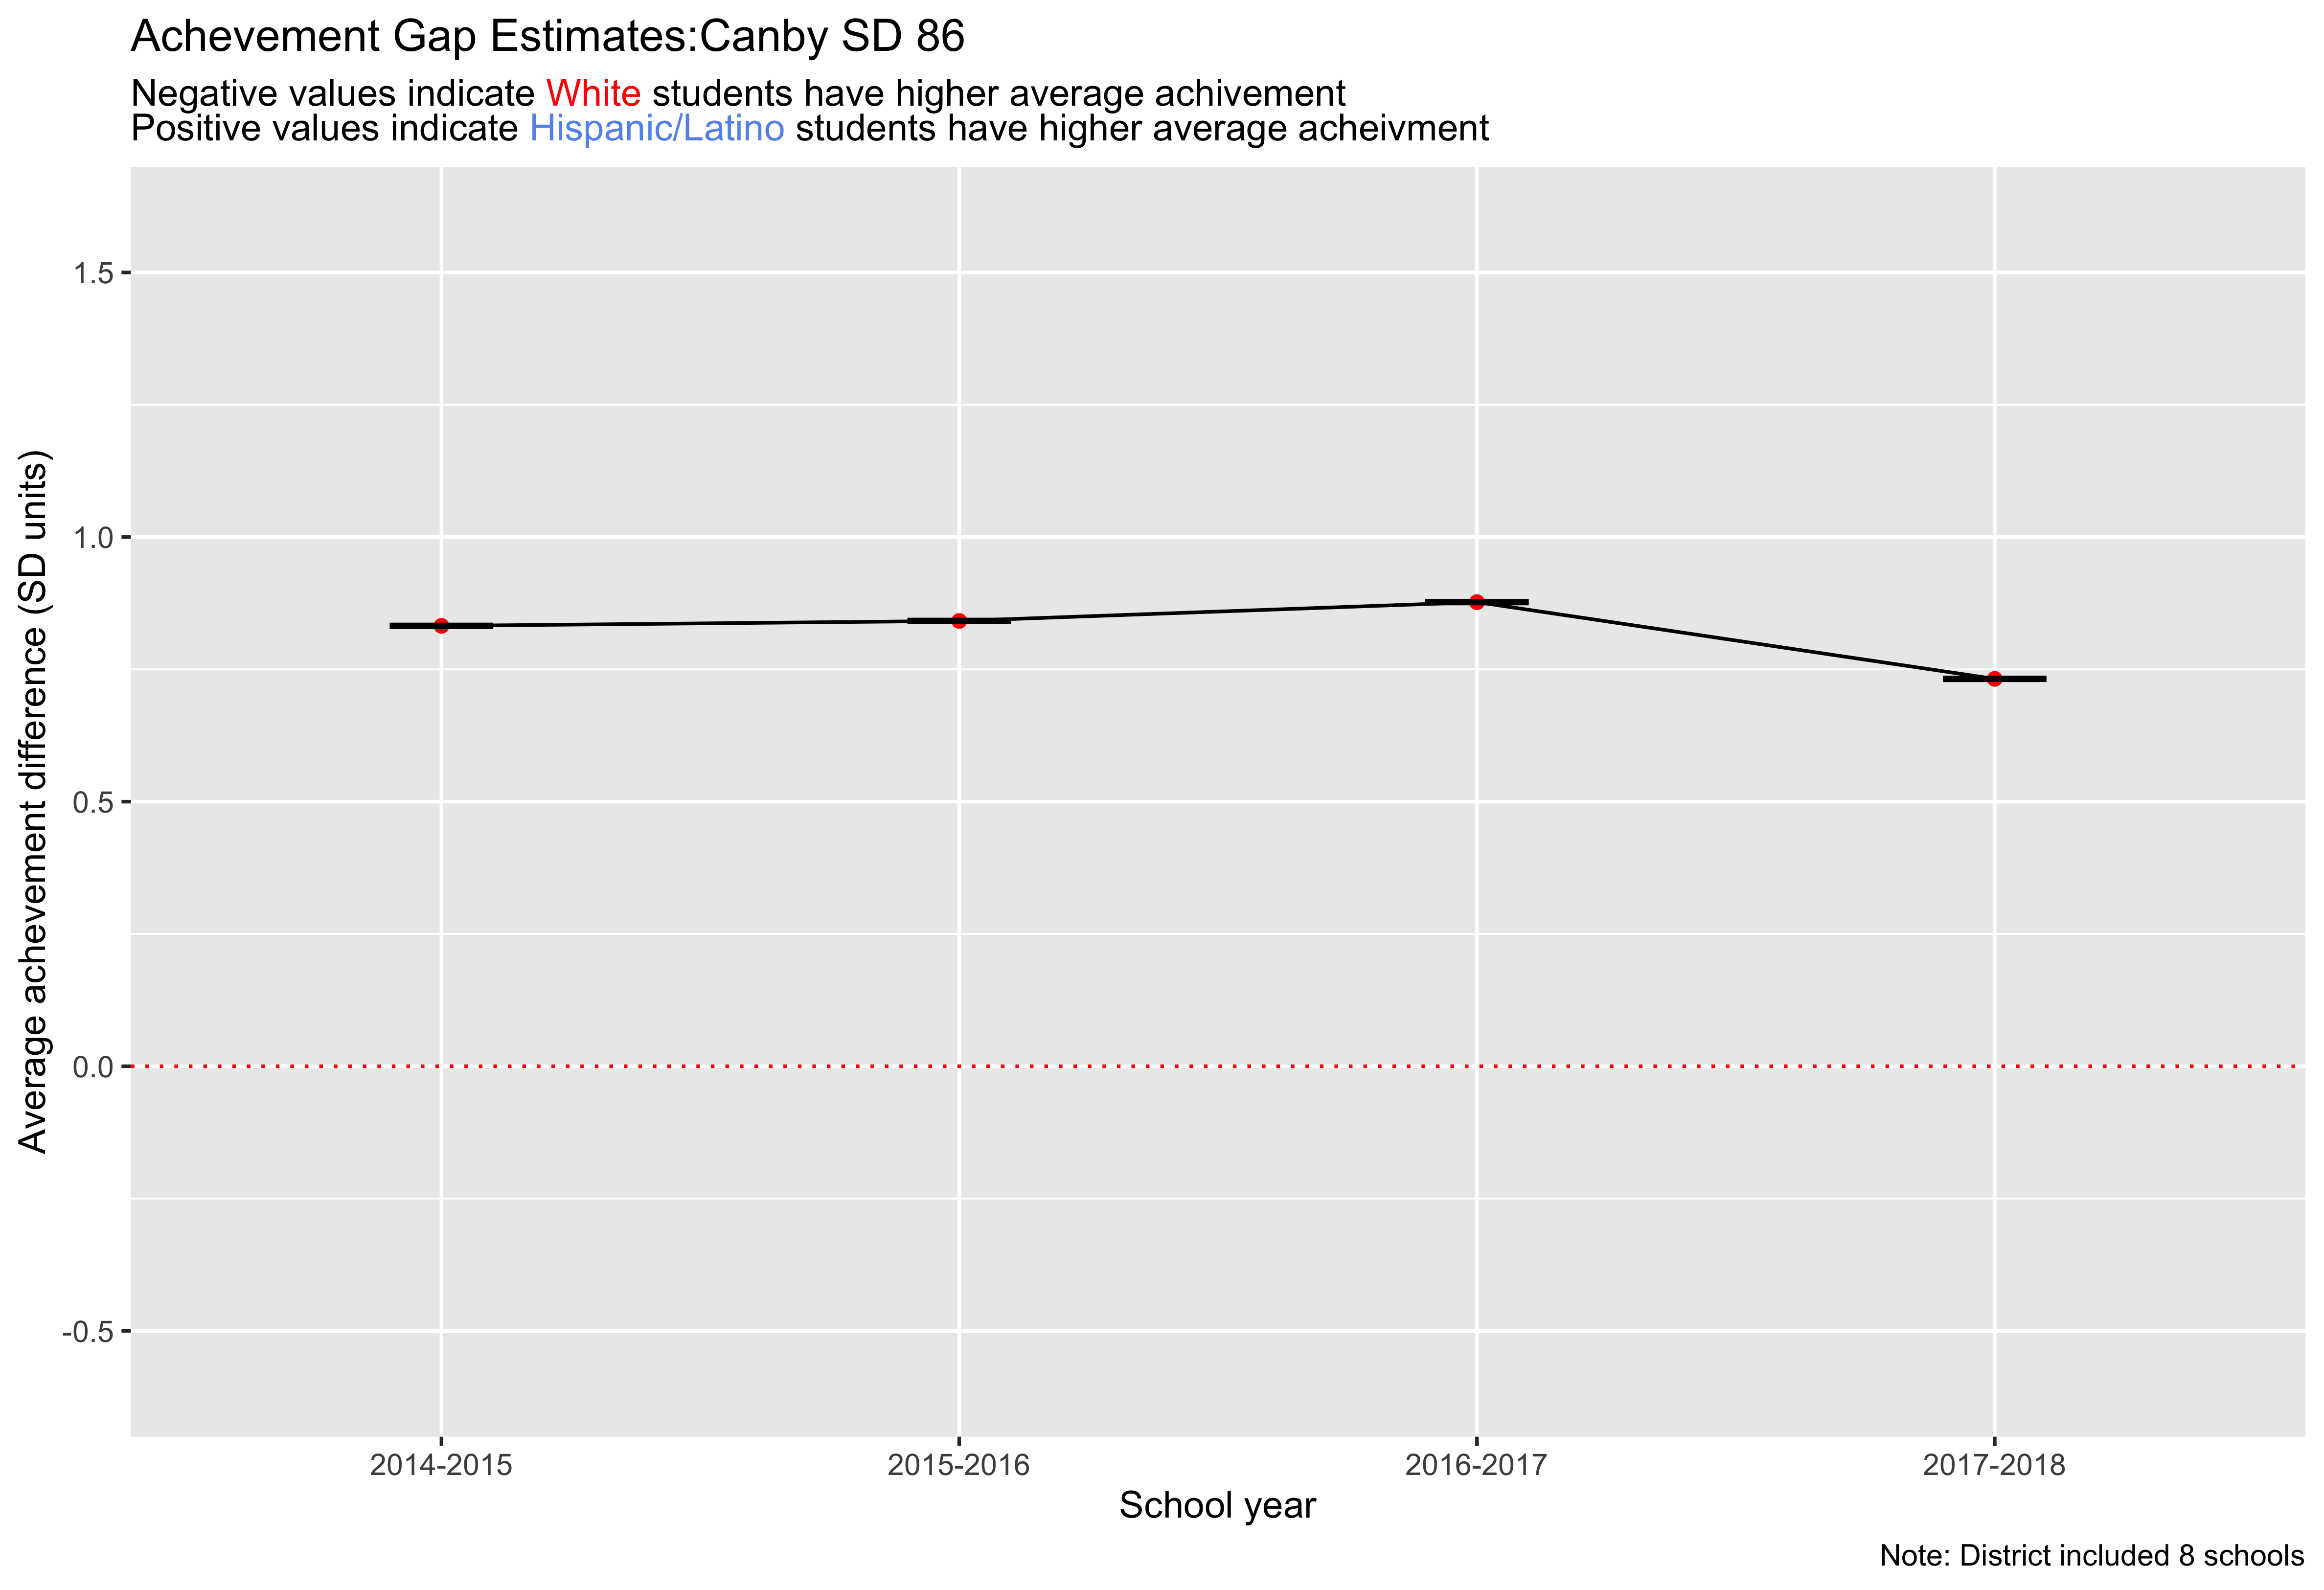 Achevement Gap Estimates:Canby SD 86
Negative values indicate White students have higher average achivement
Positive values indicate Hispanic/Latino students have higher average acheivment
Average achevement difference (SD units)
1.5
1.0
0.5
0.0
-0.5
2014-2015
2015-2016
2016-2017
2017-2018
School year
Note: District included 8 schools